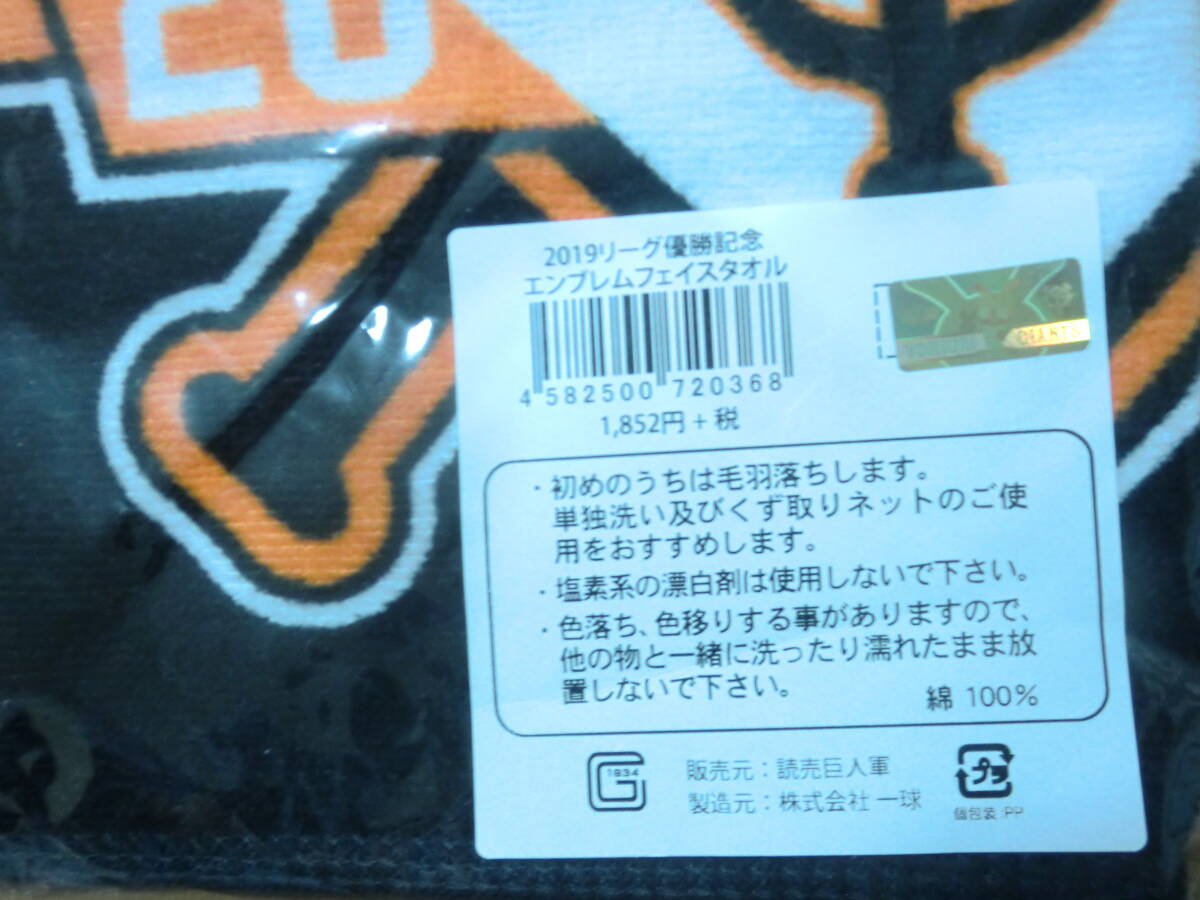 20
2019リーグ優勝記念
エンブレムフェイスタオル
GIANTS
4 582500 720368
1,852円 + 税
・初めのうちは毛羽落ちします。
単独洗い及びくず取りネットのご使
用をおすすめします。
・塩素系の漂白剤は使用しないで下さい。
・色落ち、色移りする事がありますので、
他の物と一緒に洗ったり濡れたまま放
置しないで下さい。
綿 100%
G 1934
販売元：読売巨人軍
製造元：株式会社 一球
プラ
個包装:PP